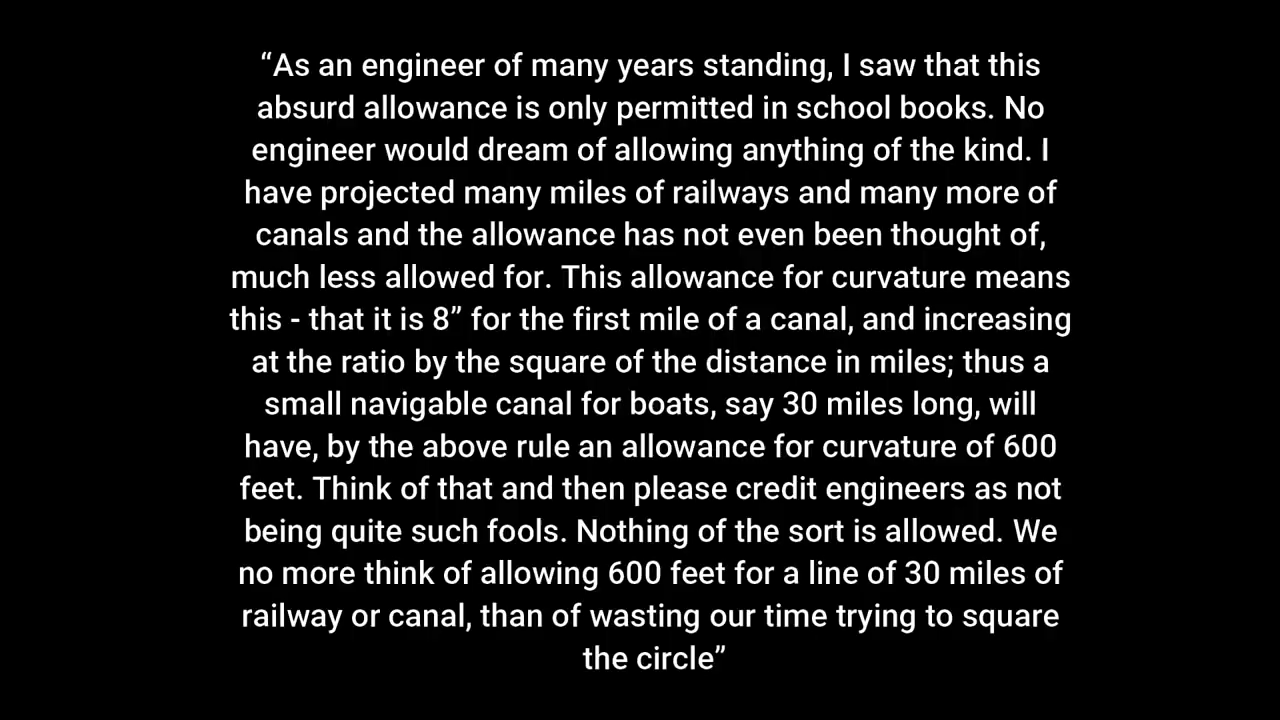 “As an engineer of many years standing, I saw that this
absurd allowance is only permitted in school books. No
engineer would dream of allowing anything of the kind. I
have projected many miles of railways and many more of
canals and the allowance has not even been thought of,
much less allowed for. This allowance for curvature means
this - that it is 8” for the first mile of a canal, and increasing
at the ratio by the square of the distance in miles; thus a
small navigable canal for boats, say 30 miles long, will
have, by the above rule an allowance for curvature of 600
feet. Think of that and then please credit engineers as not
being quite such fools. Nothing of the sort is allowed. We
no more think of allowing 600 feet for a line of 30 miles of
railway or canal, than of wasting our time trying to square
the circle”